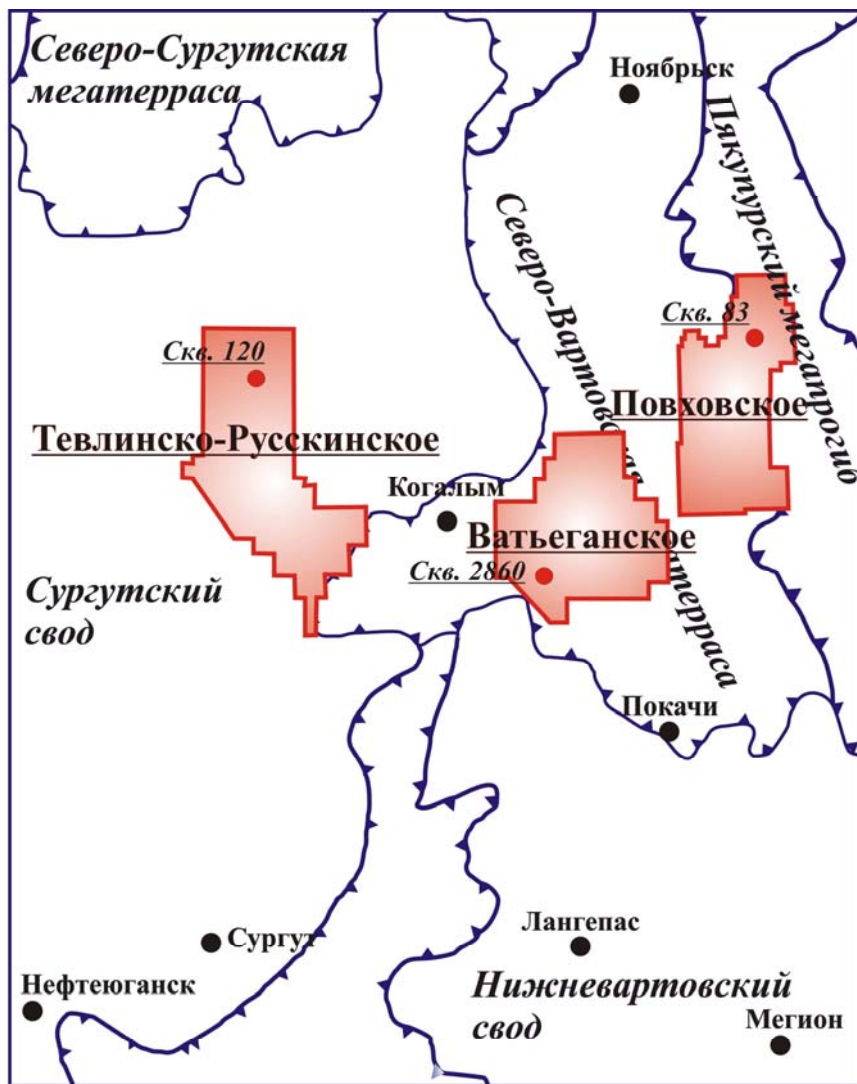 Северо-Сургутская
мегатерраса
Ноябрьск
Пякупурский мегапрогиб
Северо-Вартовская мегатерраса
Скв. 83
Скв. 120
Повховское
Тевлинско-Русскинское
Когалым
Ватьеганское
Скв. 2860
Сургутский
свод
Покачи
Лангепас
Сургут
Нефтеюганск
Нижневартовский
свод
Мегион